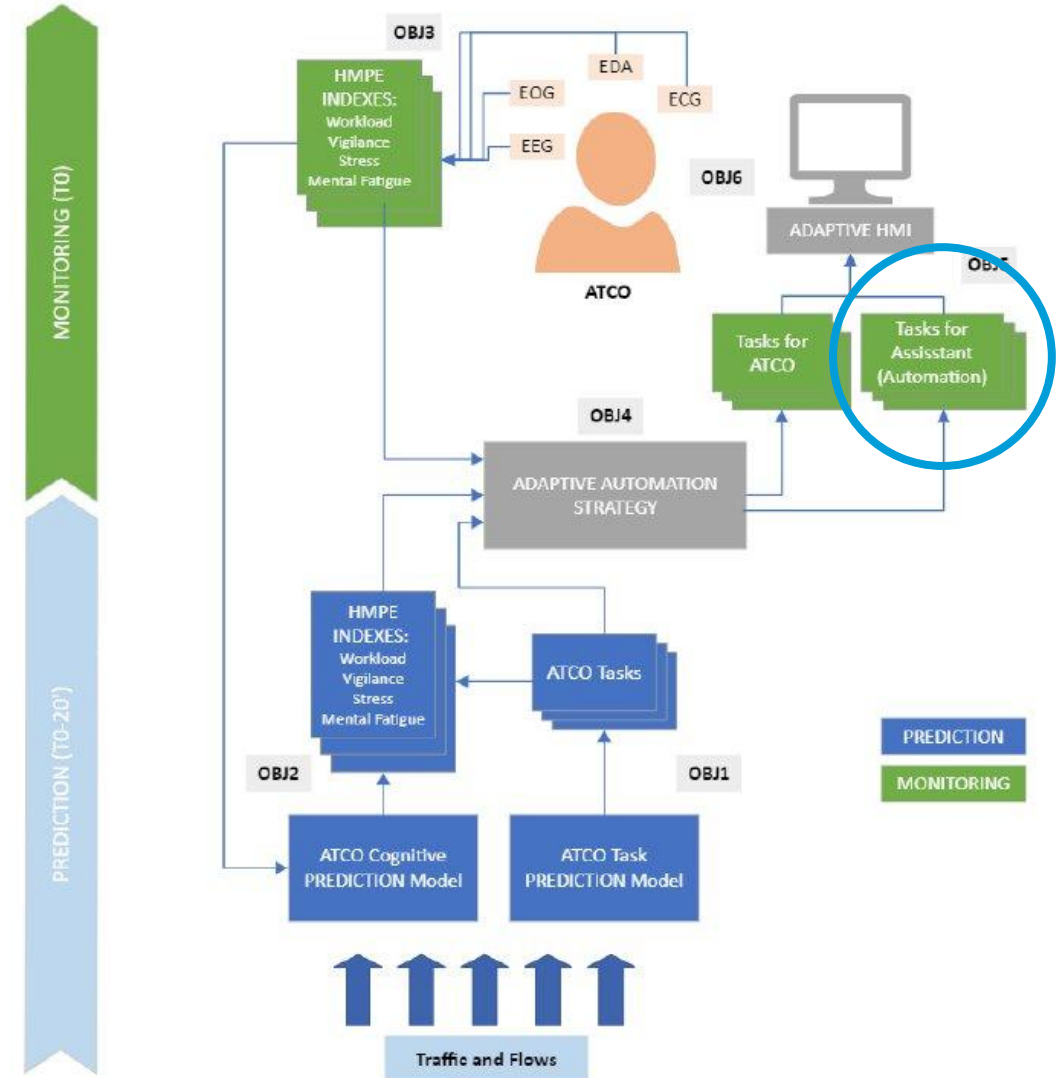 OBJ3
HMPE
INDEXES:
Workload
Vigilance
Stress
Mental Fatigue
EDA
EOG
ECG
EEG
ATCO
OBJ6
ADAPTIVE HMI
OBJ5
Tasks for
ATCO
Tasks for
Assisstant
(Automation)
MONITORING (T0)
OBJ4
ADAPTIVE AUTOMATION
STRATEGY
HMPE
INDEXES:
Workload
Vigilance
Stress
Mental Fatigue
ATCO Tasks
PREDICTION (T0-20')
OBJ2
OBJ1
PREDICTION
MONITORING
ATCO Cognitive
PREDICTION Model
ATCO Task
PREDICTION Model
Traffic and Flows